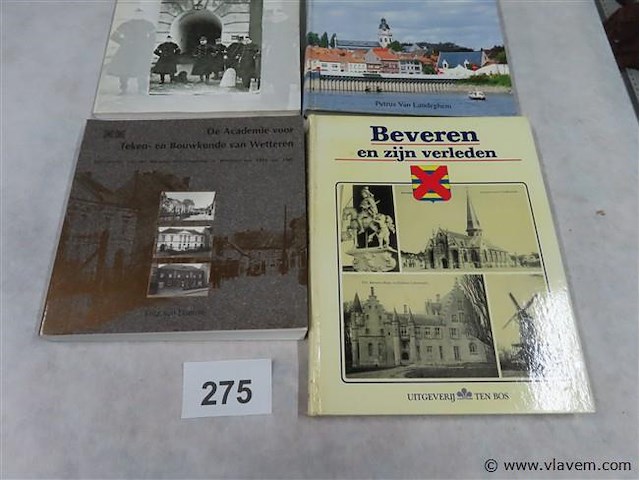 Petrus Van Landeghem
De Academie voor
Teken- en Bouwkunde van Wetteren
Beveren
en zijn verleden
UITGEVERIJ TEN BOS
275
© www.vlavem.com